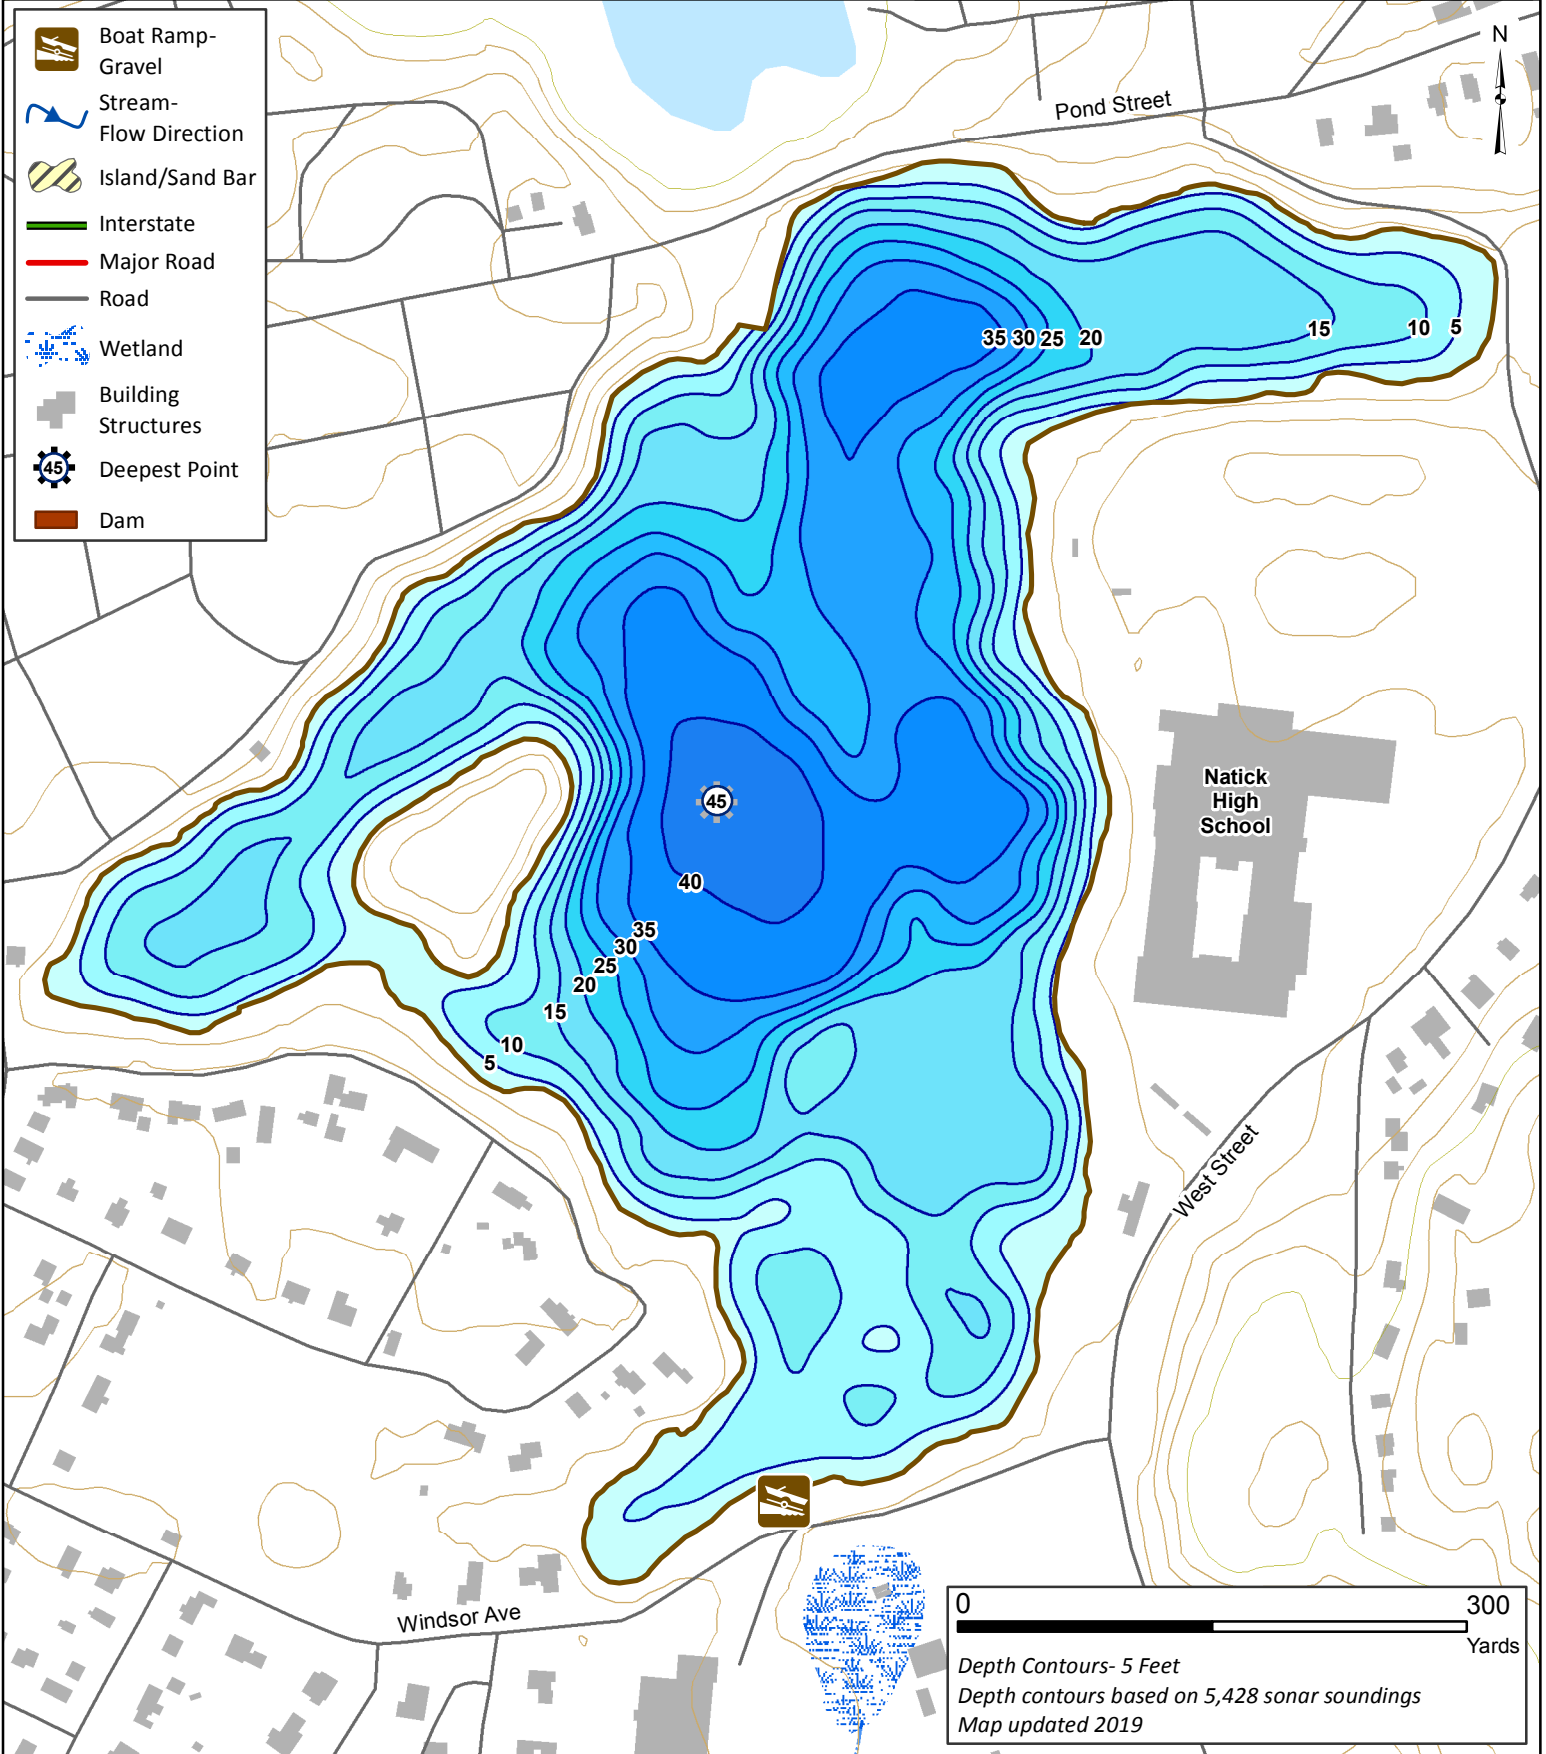 Boat Ramp-
Gravel
Stream-
Flow Direction
Island/Sand Bar
Interstate
Major Road
Road
Wetland
Building
Structures
45
Deepest Point
Dam
N
Pond Street
35 30 25 20
15
10 5
Natick
High
School
45
40
35
30
25
20
15
10
5
West Street
Windsor Ave
0 300
Yards
Depth Contours- 5 Feet
Depth contours based on 5,428 sonar soundings
Map updated 2019